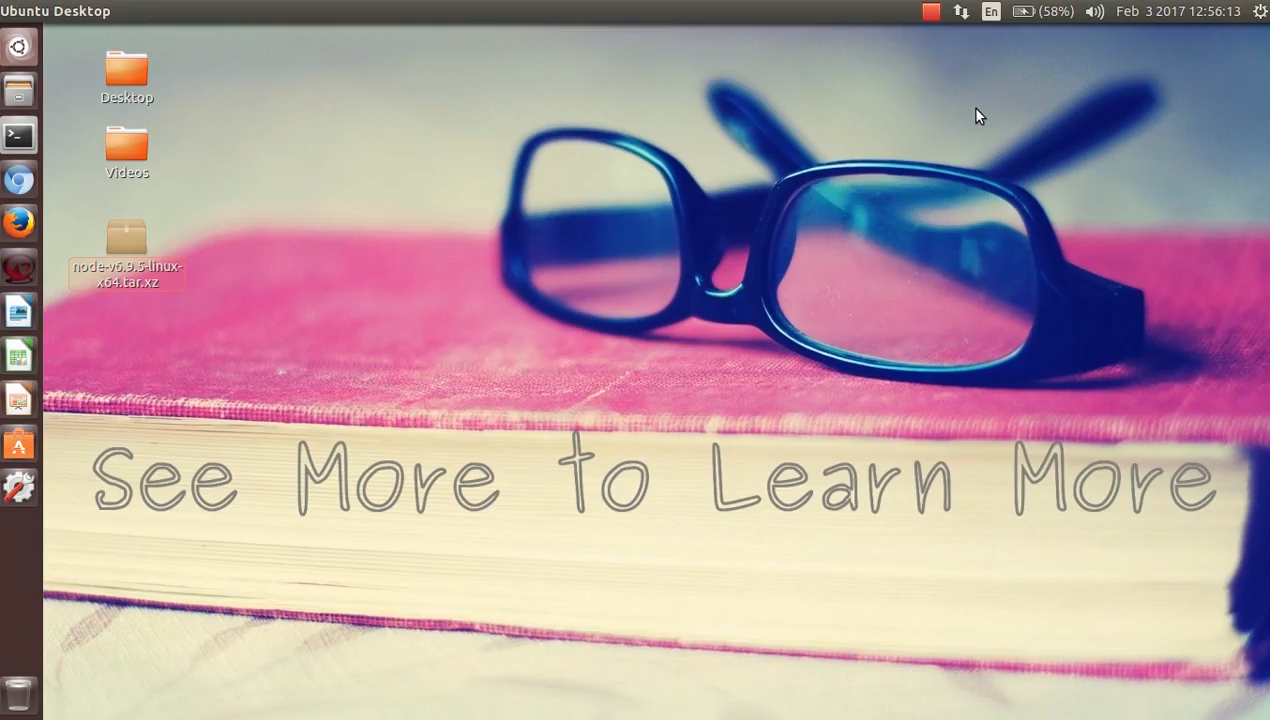 Ubuntu Desktop
En
(58%)
Feb 3 2017 12:56:13
Desktop
Videos
node-v6.9.5-linux-
x64.tar.xz
See More to Learn More